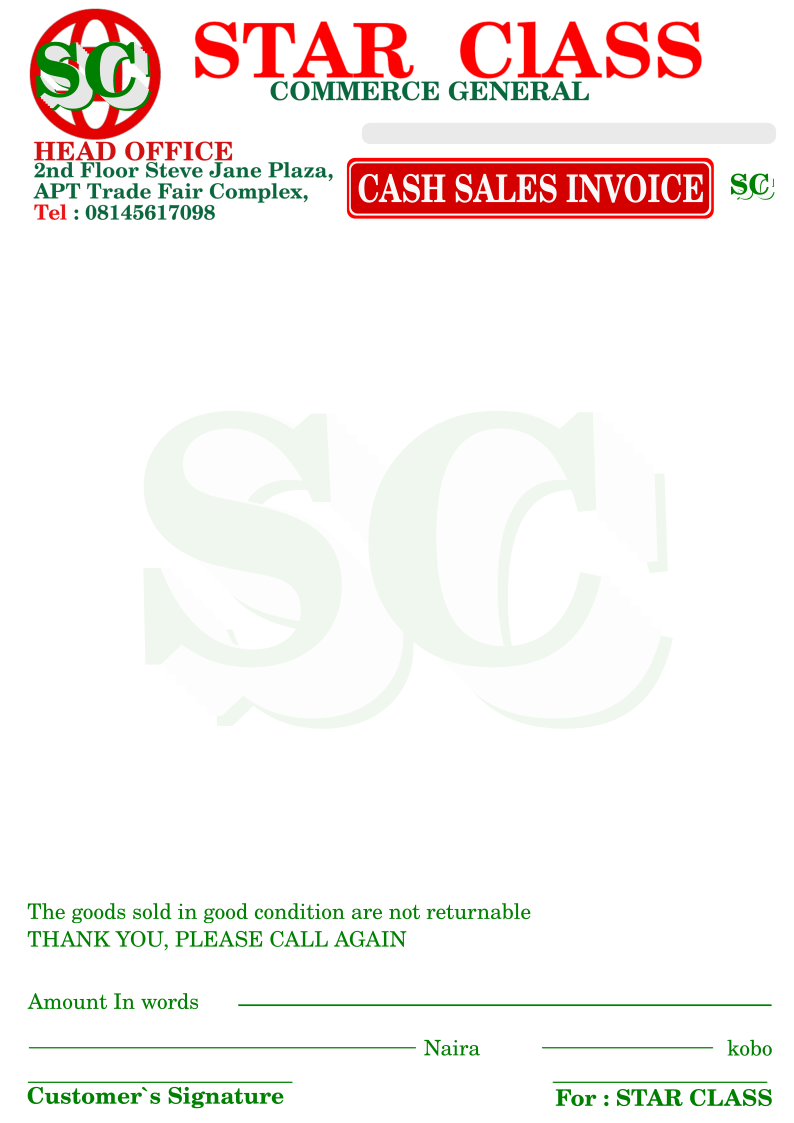 SC
STAR ClASS
COMMERCE GENERAL
HEAD OFFICE
2nd Floor Steve Jane Plaza,
APT Trade Fair Complex,
Tel : 08145617098
CASH SALES INVOICE
SC
SC
The goods sold in good condition are not returnable
THANK YOU, PLEASE CALL AGAIN
Amount In words
Naira kobo
Customer`s Signature
For : STAR CLASS